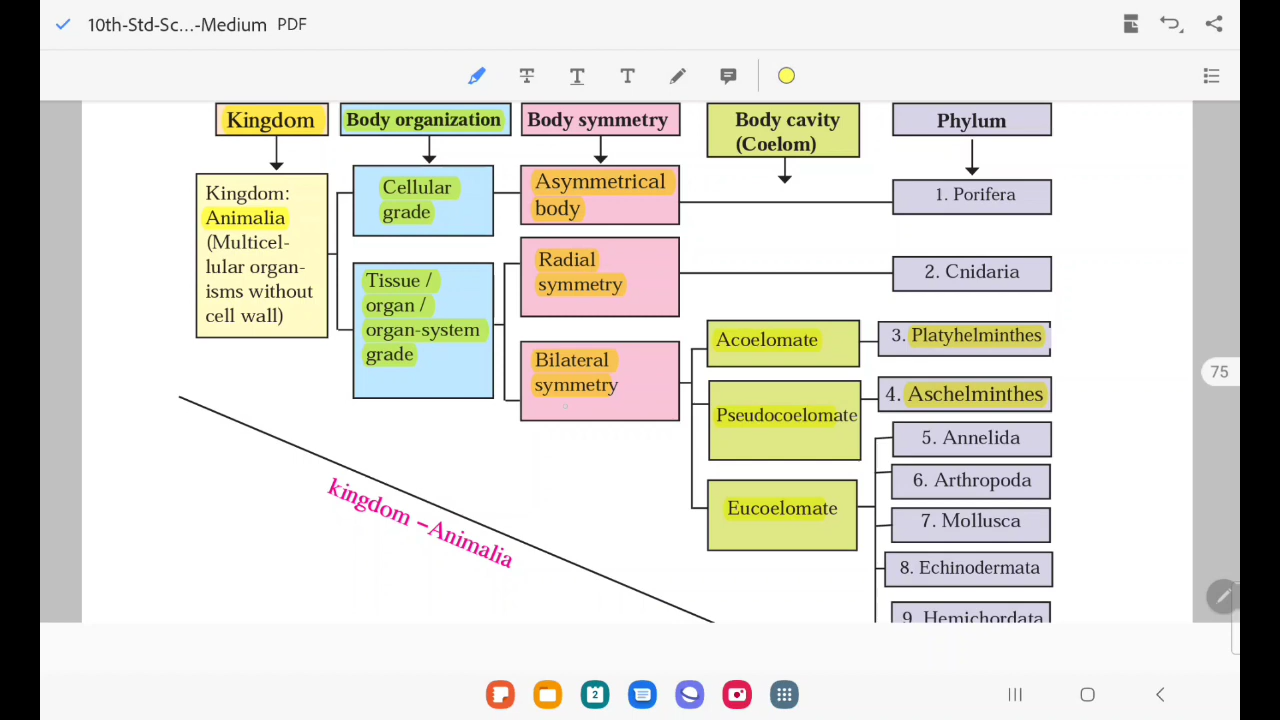 10th-Std-Sc...-Medium PDF
Kingdom
Body organization
Body symmetry
Body cavity
(Coelom)
Phylum
Kingdom:
Animalia
(Multicel-
lular organ-
isms without
cell wall)
Cellular
grade
Tissue /
organ /
organ-system
grade
Asymmetrical
body
Radial
symmetry
Bilateral
symmetry
Acoelomate
Pseudocoelomate
Eucoelomate
1. Porifera
2. Cnidaria
3. Platyhelminthes
4. Aschelminthes
5. Annelida
6. Arthropoda
7. Mollusca
8. Echinodermata
9. Hemichordata
kingdom -Animalia
75
2